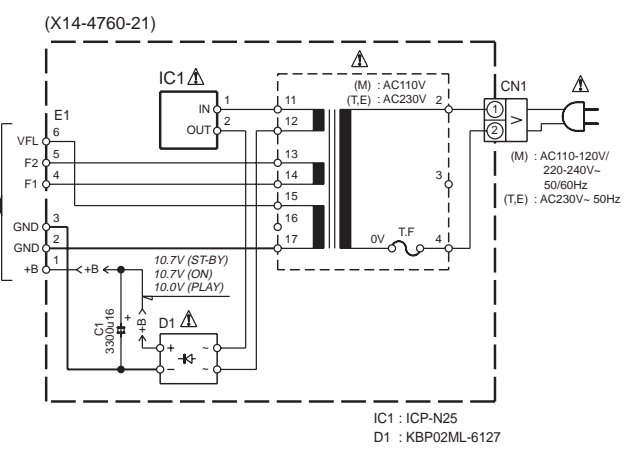 (X14-4760-21)
IC1
IN 1
OUT 2
(M) : AC110V
(T,E) : AC230V
11
12
13
14
15
16
17
2
3
4
0V T.F
CN1
1
2
V
(M) : AC110-120V/
220-240V~
50/60Hz
(T,E) : AC230V~ 50Hz
E1
VFL 6
F2 5
F1 4
GND 3
GND 2
+B 1
+B
10.7V (ST-BY)
10.7V (ON)
10.0V (PLAY)
C1
3300u16
+
+B
D1
+ ~
– ~
IC1 : ICP-N25
D1 : KBP02ML-6127